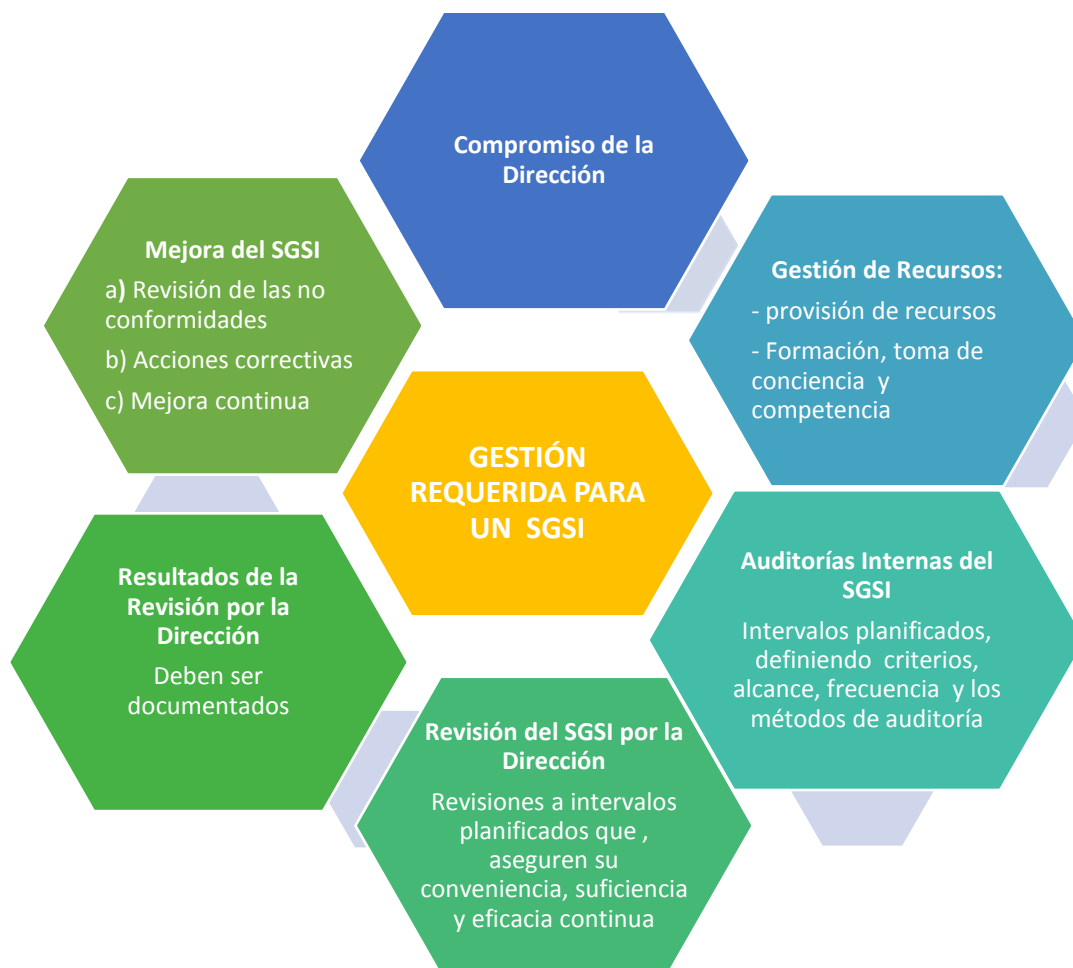 Compromiso de la
Dirección
Gestión de Recursos:
- provisión de recursos
- Formación, toma de
conciencia y
competencia
Auditorías Internas del
SGSI
Intervalos planificados,
definiendo criterios,
alcance, frecuencia y los
métodos de auditoría
Revisión del SGSI por la
Dirección
Revisiones a intervalos
planificados que ,
aseguren su
conveniencia, suficiencia
y eficacia continua
Resultados de la
Revisión por la
Dirección
Deben ser
documentados
Mejora del SGSI
a) Revisión de las no
conformidades
b) Acciones correctivas
c) Mejora continua
GESTIÓN
REQUERIDA PARA
UN SGSI